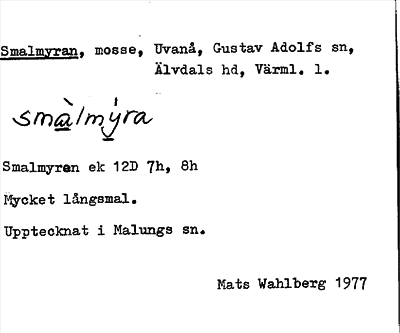 Smalmyran, mosse, Uvanå, Gustav Adolfs sn,
Älvdals hd, Värml. l.
smàlmýra
Smalmyren ek 12D 7h, 8h
Mycket långsmal.
Upptecknat i Malungs sn.
Mats Wahlberg 1977